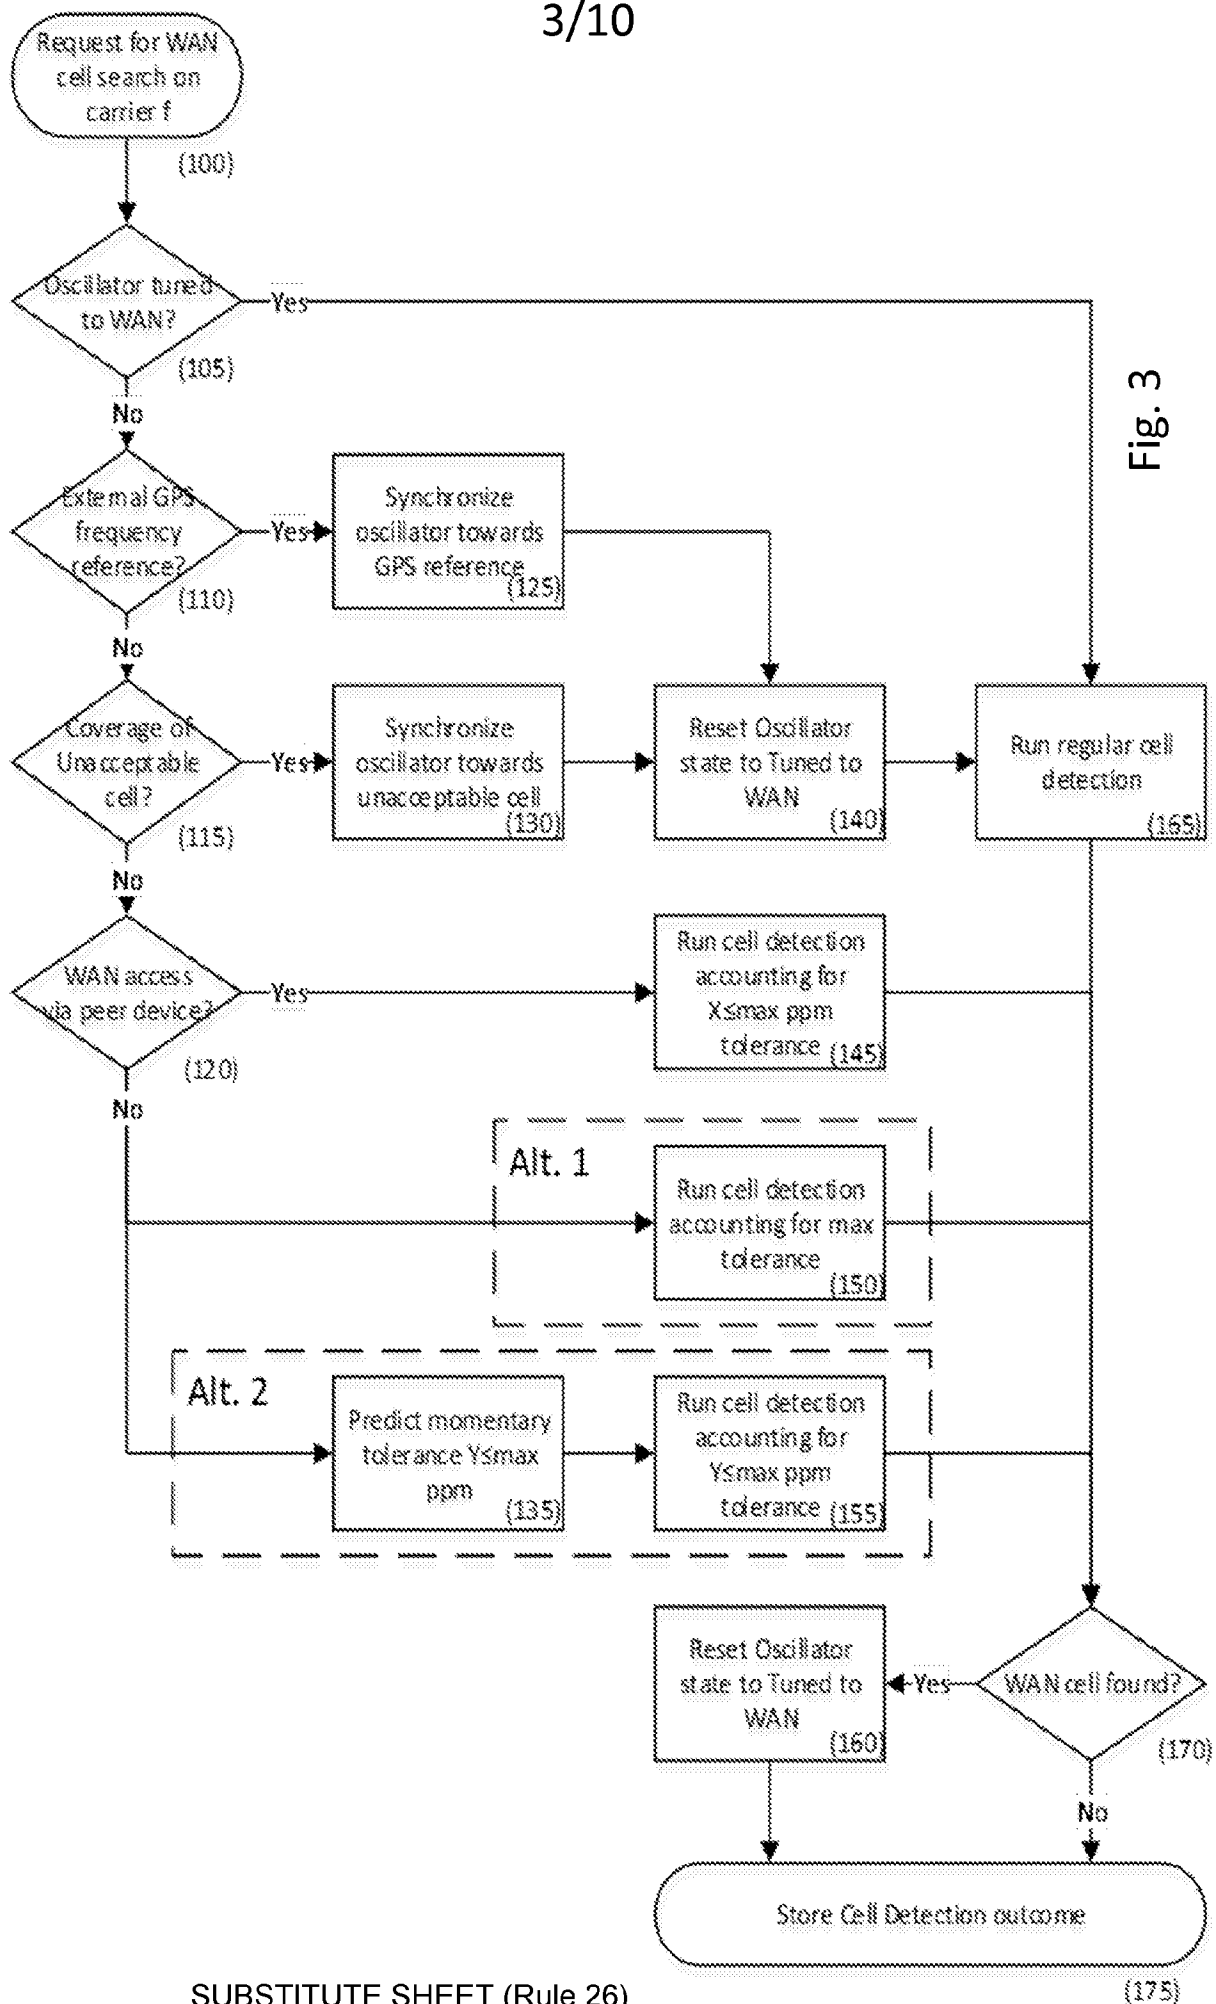 3/10
Request for WAN
cell search on
carrier f
(100)
Oscillator tuned
to WAN?
(105)
Yes
No
Fig. 3
External GPS
frequency
reference?
(110)
Yes
No
Synchronize
oscillator towards
GPS reference
(125)
Coverage of
Unacceptable
cell?
(115)
Yes
No
Synchronize
oscillator towards
unacceptable cell
(130)
Reset Oscillator
state to Tuned to
WAN
(140)
Run regular cell
detection
(165)
WAN access
via peer device?
(120)
Yes
No
Run cell detection
accounting for
X≤max ppm
tolerance
(145)
Alt. 1
Run cell detection
accounting for max
tolerance
(150)
Alt. 2
Predict momentary
tolerance Y≤max
ppm
(135)
Run cell detection
accounting for
Y≤max ppm
tolerance
(155)
Reset Oscillator
state to Tuned to
WAN
(160)
Yes
WAN cell found?
(170)
No
Store Cell Detection outcome
(175)
SUBSTITUTE SHEET (Rule 26)